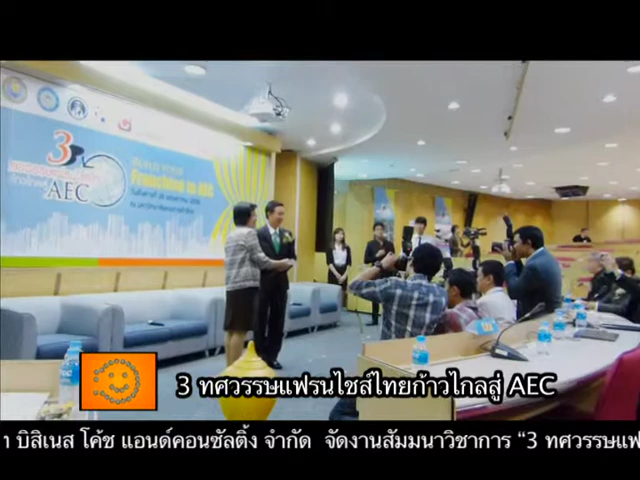 3
AEC
Franchise to AEC
3 ทศวรรษแฟรนไชส์ไทยก้าวไกลสู่ AEC
า บิสิเนส โค้ช แอนด์คอนซัลติ้ง จำกัด จัดงานสัมมนาวิชาการ “3 ทศวรรษแฟ